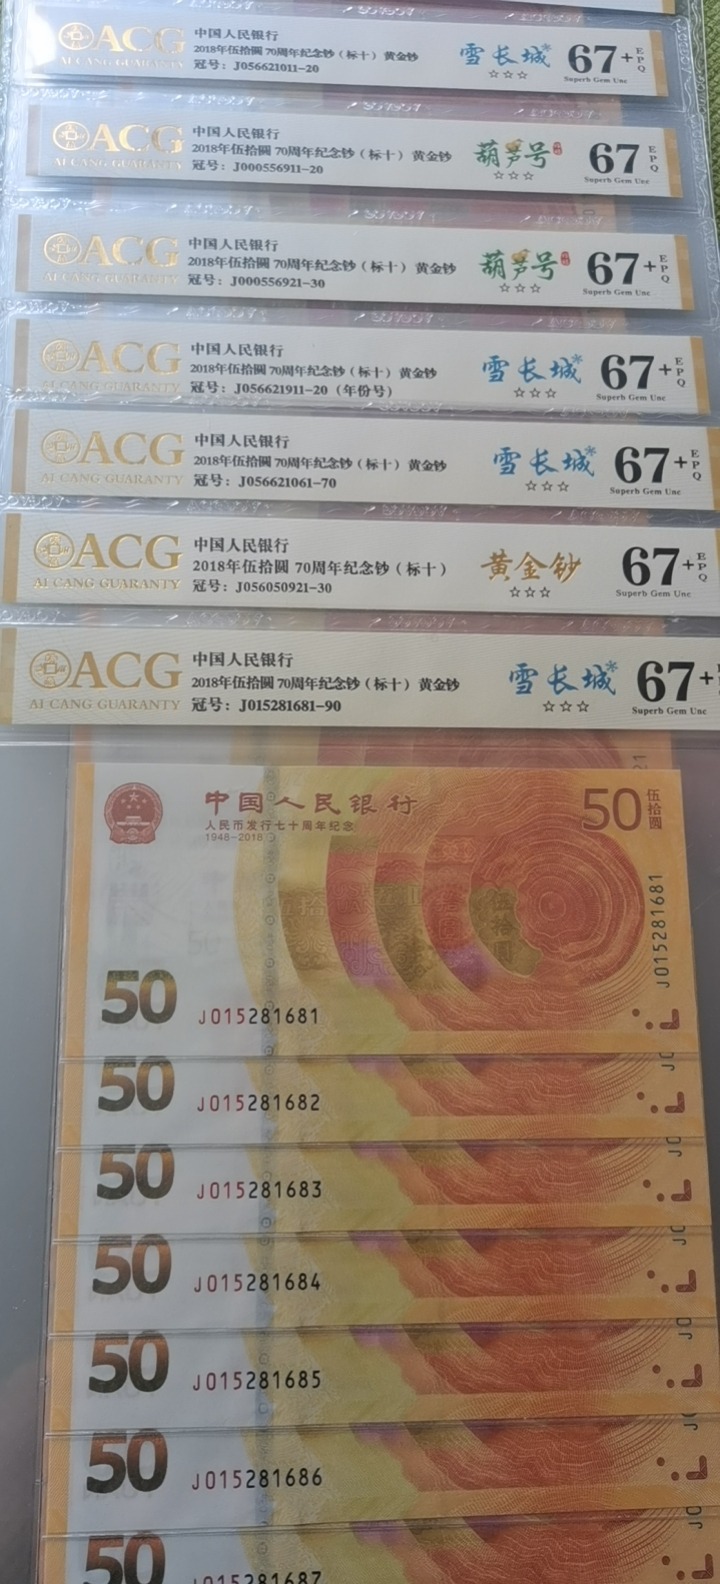 ACG
AI CANG GUARANTY
中国人民银行
2018年伍拾圆 70周年纪念钞（标十）黄金钞
冠号：J056621011-20
雪长城*
☆☆☆
67+
EPQ
Superb Gem Unc
ACG
AI CANG GUARANTY
中国人民银行
2018年伍拾圆 70周年纪念钞（标十）黄金钞
冠号：J000556911-20
葫芦号
☆☆☆
67
EPQ
Superb Gem Unc
ACG
AI CANG GUARANTY
中国人民银行
2018年伍拾圆 70周年纪念钞（标十）黄金钞
冠号：J000556921-30
葫芦号
☆☆☆
67+
EPQ
Superb Gem Unc
ACG
AI CANG GUARANTY
中国人民银行
2018年伍拾圆 70周年纪念钞（标十）黄金钞
冠号：J056621911-20（年份号）
雪长城*
☆☆☆
67+
EPQ
Superb Gem Unc
ACG
AI CANG GUARANTY
中国人民银行
2018年伍拾圆 70周年纪念钞（标十）黄金钞
冠号：J056621061-70
雪长城*
☆☆☆
67+
EPQ
Superb Gem Unc
ACG
AI CANG GUARANTY
中国人民银行
2018年伍拾圆 70周年纪念钞（标十）
冠号：J056050921-30
黄金钞
☆☆☆
67+
EPQ
Superb Gem Unc
ACG
AI CANG GUARANTY
中国人民银行
2018年伍拾圆 70周年纪念钞（标十）黄金钞
冠号：J015281681-90
雪长城*
☆☆☆
67+
Superb Gem Unc
中国人民银行
人民币发行七十周年纪念
1948-2018
50
伍拾圆
伍拾圆
J015281681
50
J015281681
50
J015281682
50
J015281683
50
J015281684
50
J015281685
50
J015281686
50
J015281687